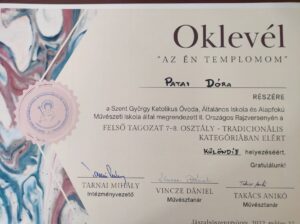 Oklevél
"AZ ÉN TEMPLOMOM"
PATAI DÓRA
RÉSZÉRE
a Szent György Katolikus Óvoda, Általános Iskola és Alapfokú
Művészeti Iskola által megrendezett II. Országos Rajzversenyén a
FELSŐ TAGOZAT 7-8. OSZTÁLY - TRADICIONÁLIS
KATEGÓRIÁBAN ELÉRT
KÜLÖNDÍJ helyezéséért.
Gratulálunk!
TARNAI MIHÁLY
Intézményvezető
VINCZE DÁNIEL
Művésztanár
TAKÁCS ANIKÓ
Művésztanár